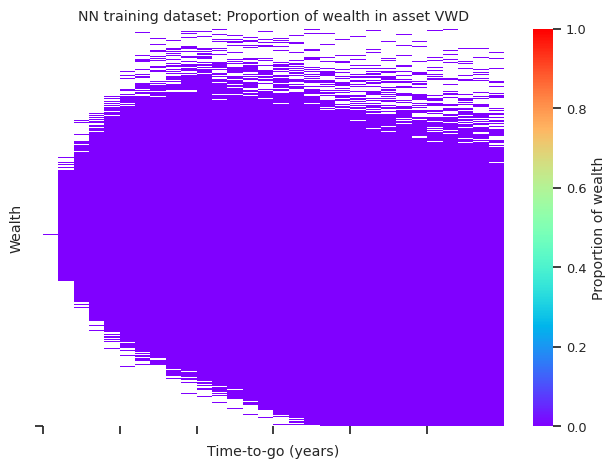 NN training dataset: Proportion of wealth in asset VWD
Wealth
Time-to-go (years)
1.0
0.8
0.6
0.4
0.2
0.0
Proportion of wealth